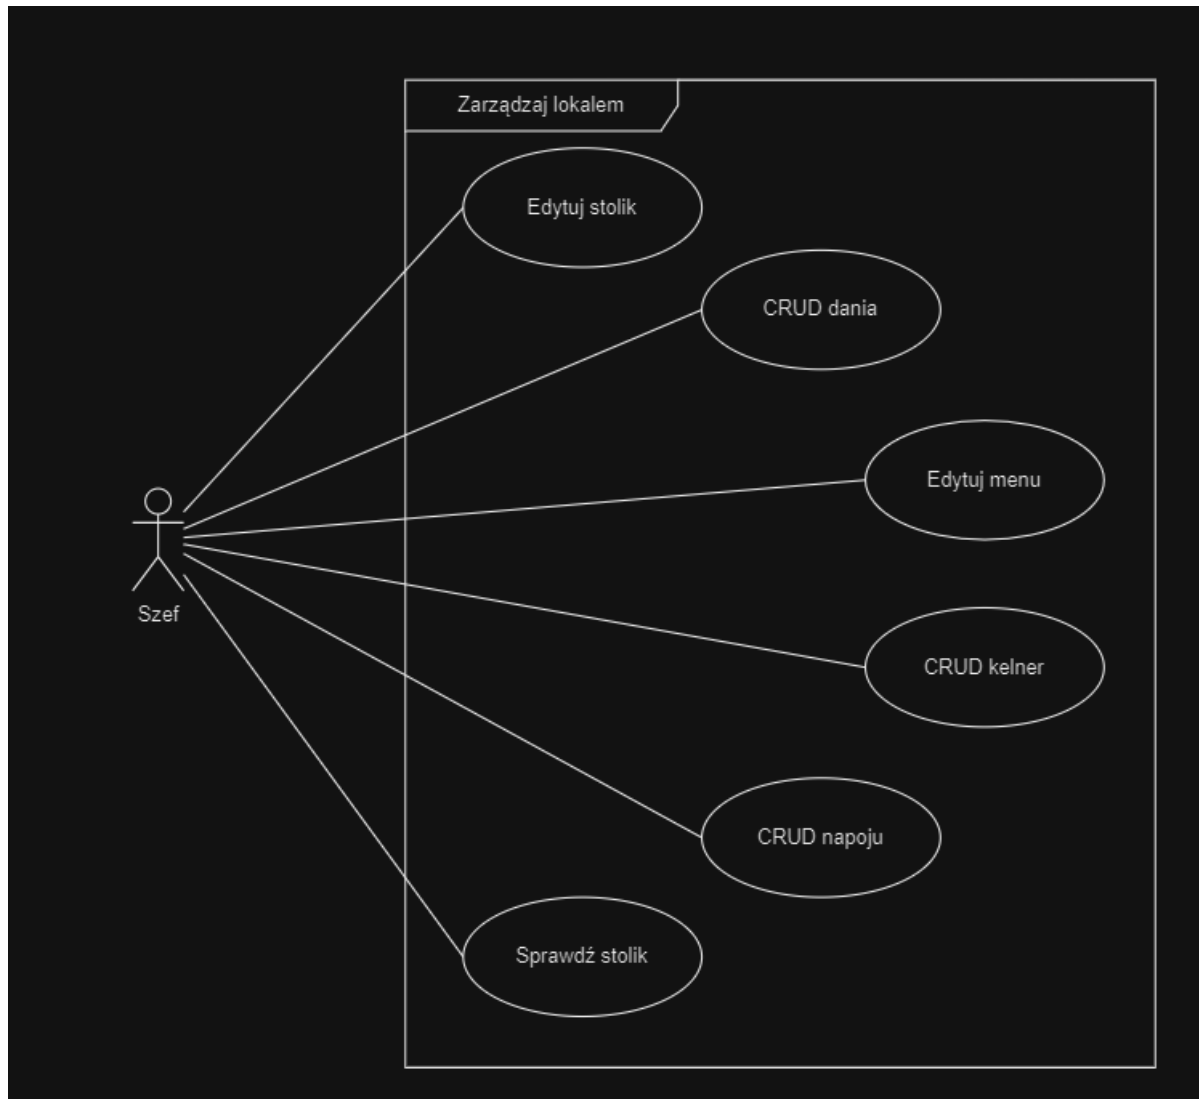 Zarządzaj lokalem
Edytuj stolik
CRUD dania
Edytuj menu
Szef
CRUD kelner
CRUD napoju
Sprawdź stolik